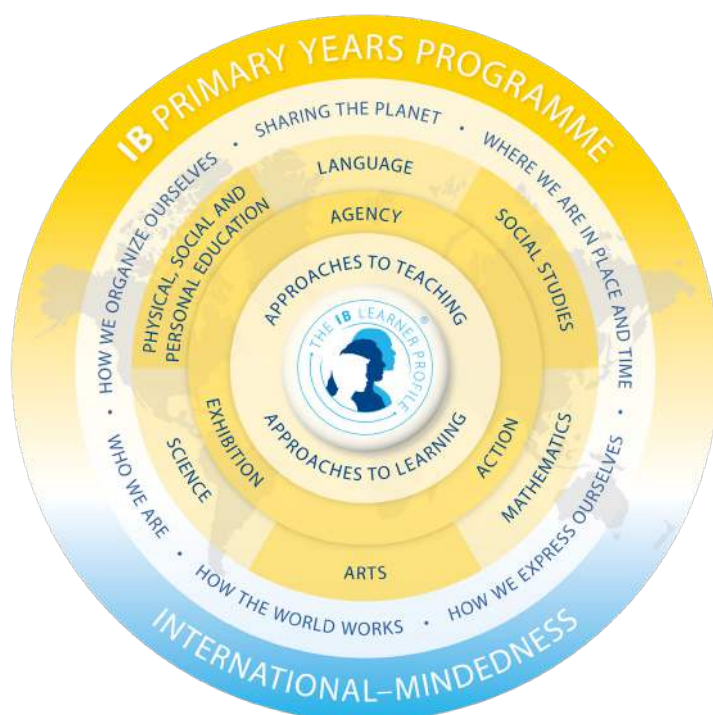 IB PRIMARY YEARS PROGRAMME
SHARING THE PLANET
•
WHERE WE ARE IN PLACE AND TIME
•
HOW WE EXPRESS OURSELVES
•
HOW THE WORLD WORKS
•
WHO WE ARE
•
HOW WE ORGANIZE OURSELVES
•
LANGUAGE
SOCIAL STUDIES
MATHEMATICS
ARTS
SCIENCE
PHYSICAL, SOCIAL AND
PERSONAL EDUCATION
AGENCY
ACTION
EXHIBITION
APPROACHES TO TEACHING
THE IB LEARNER PROFILE
®
APPROACHES TO LEARNING
INTERNATIONAL–MINDEDNESS